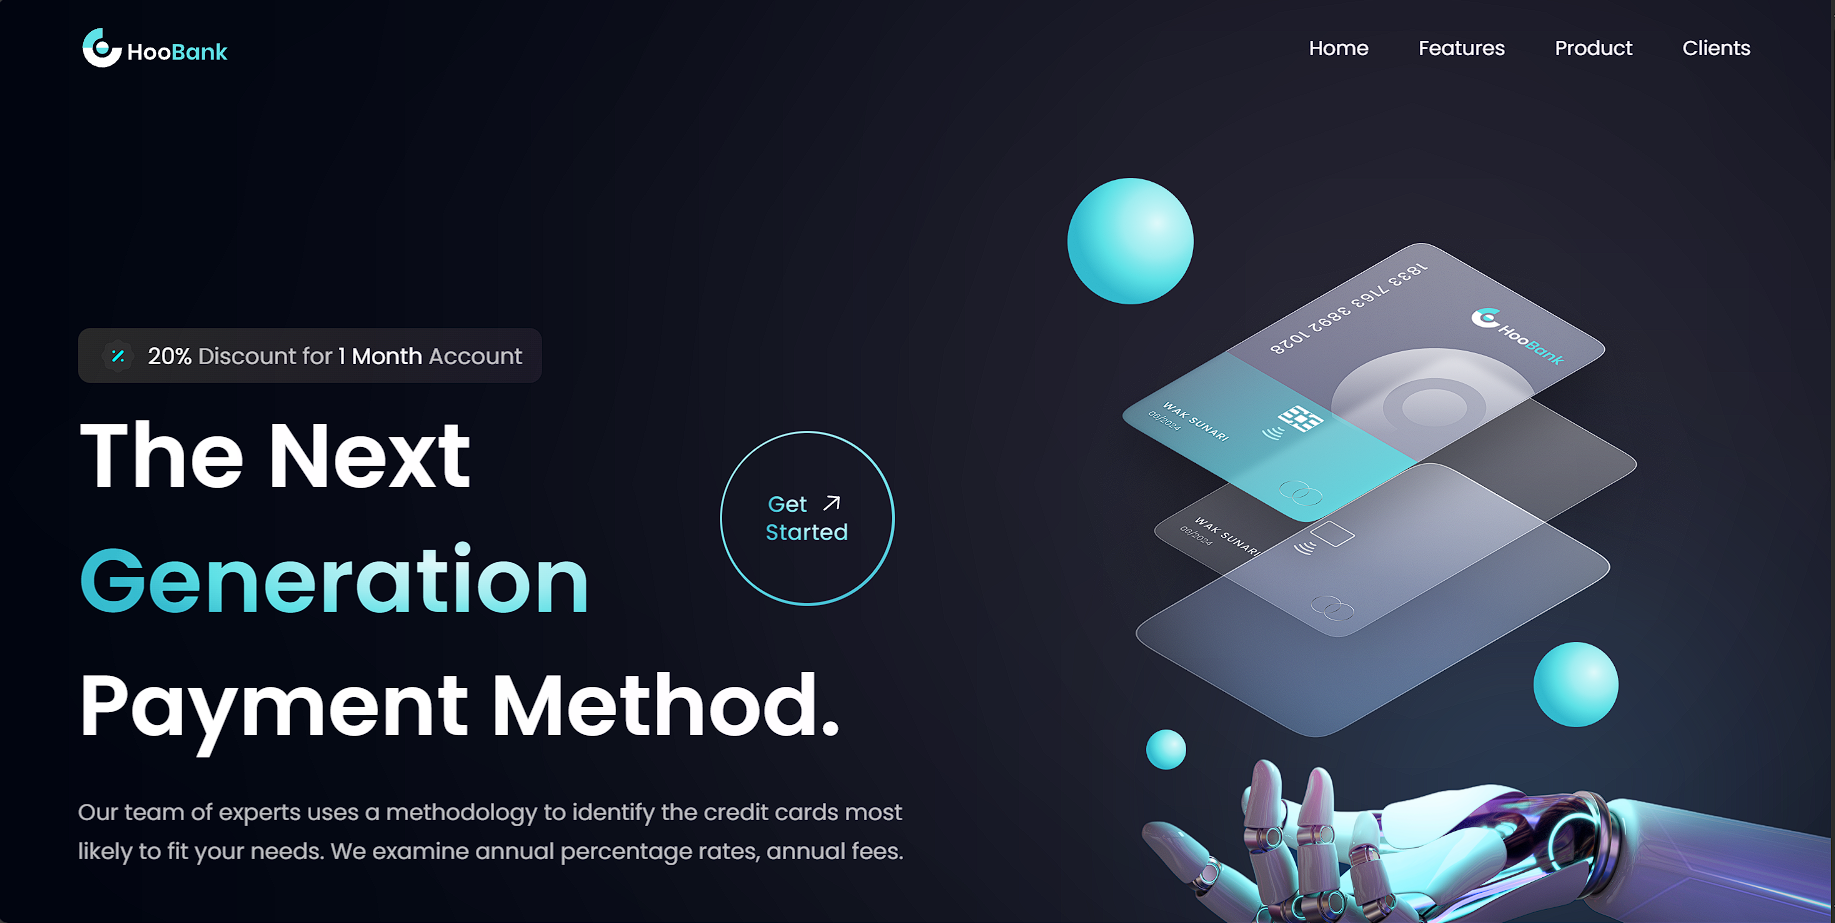 HooBank
Home Features Product Clients
20% Discount for 1 Month Account
The Next
Generation
Payment Method.
Get
Started
Our team of experts uses a methodology to identify the credit cards most
likely to fit your needs. We examine annual percentage rates, annual fees.
1833 7163 3892 1028
HooBank
WAK SUNARI
08/2024
WAK SUNARI
08/2024